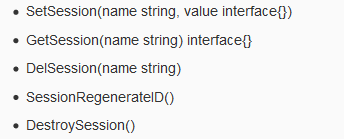 • SetSession(name string, value interface{})
• GetSession(name string) interface{}
• DelSession(name string)
• SessionRegenerateID()
• DestroySession()